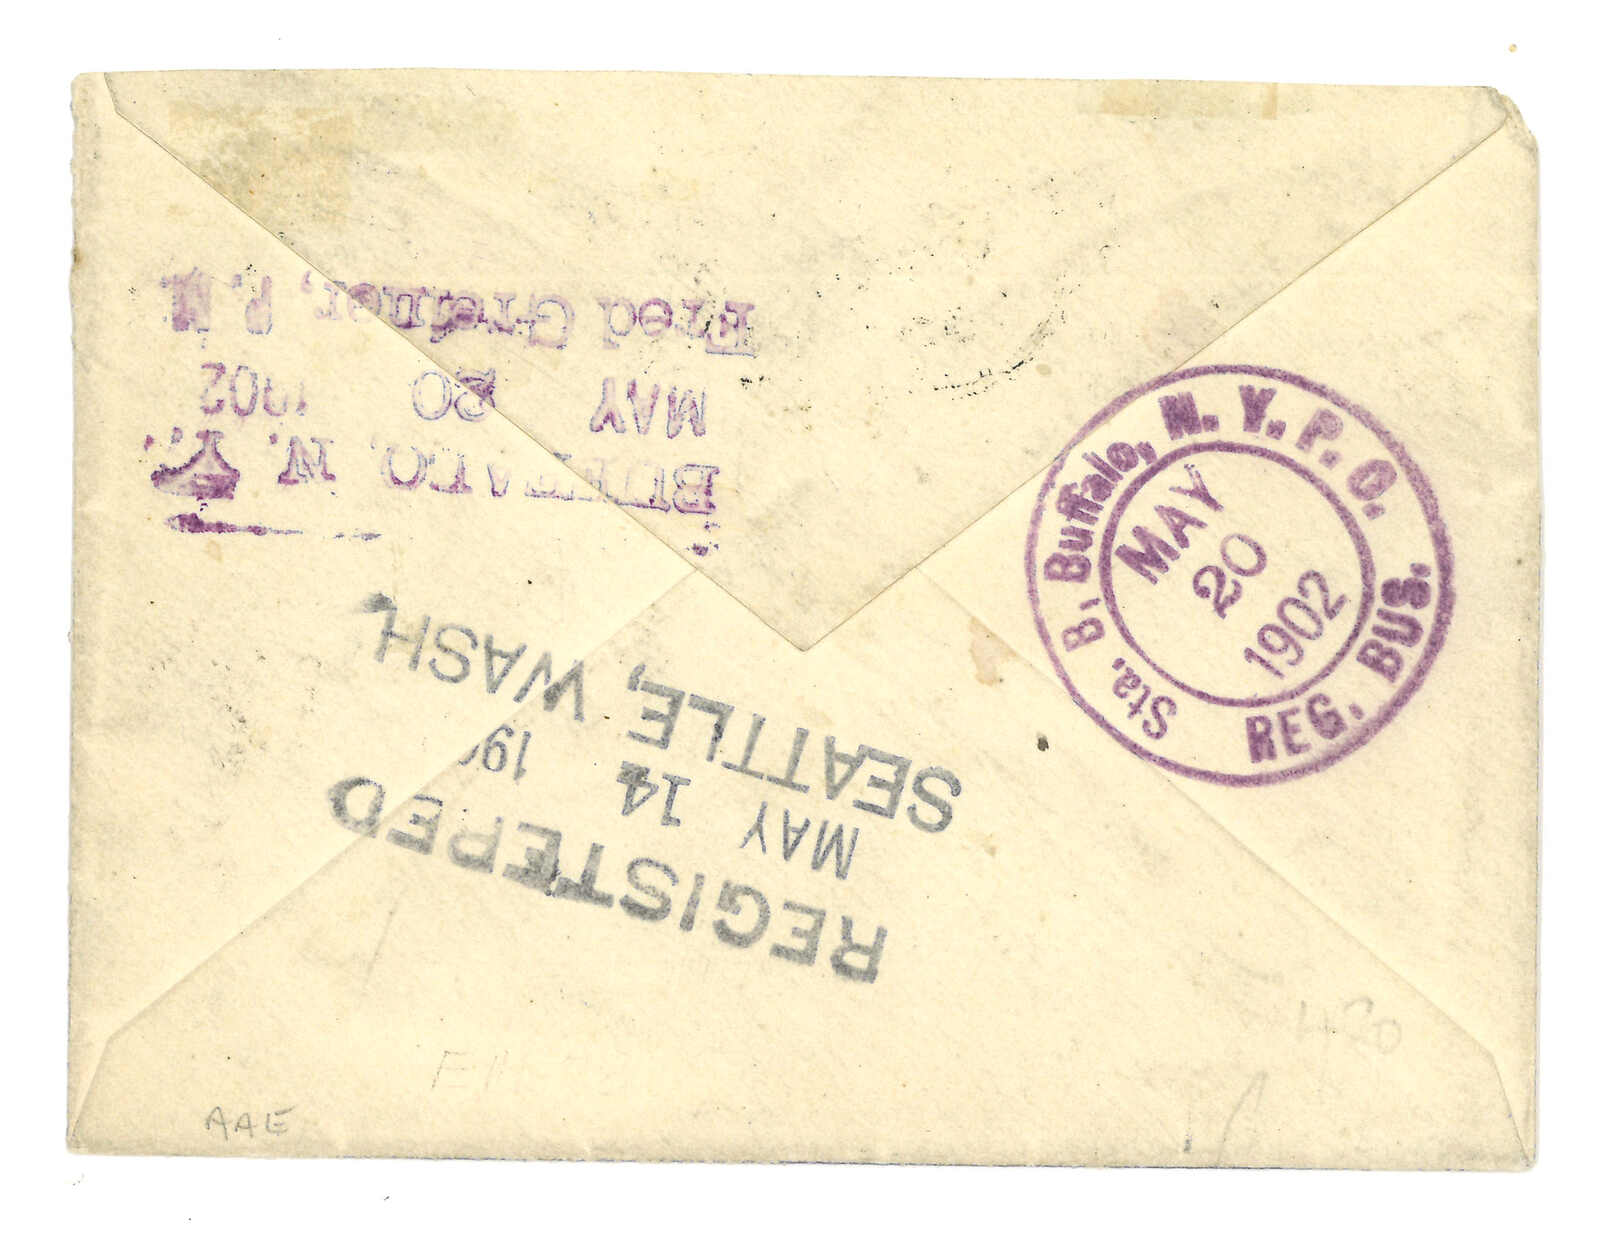 BUFFALO, N. Y.
MAY 20 1902
Fred Greiner, P. M.
Sta. B. Buffalo, N. Y. P. O.
REG. BUS.
MAY
20
1902
REGISTERED
MAY 14 190
SEATTLE, WASH.
AAE